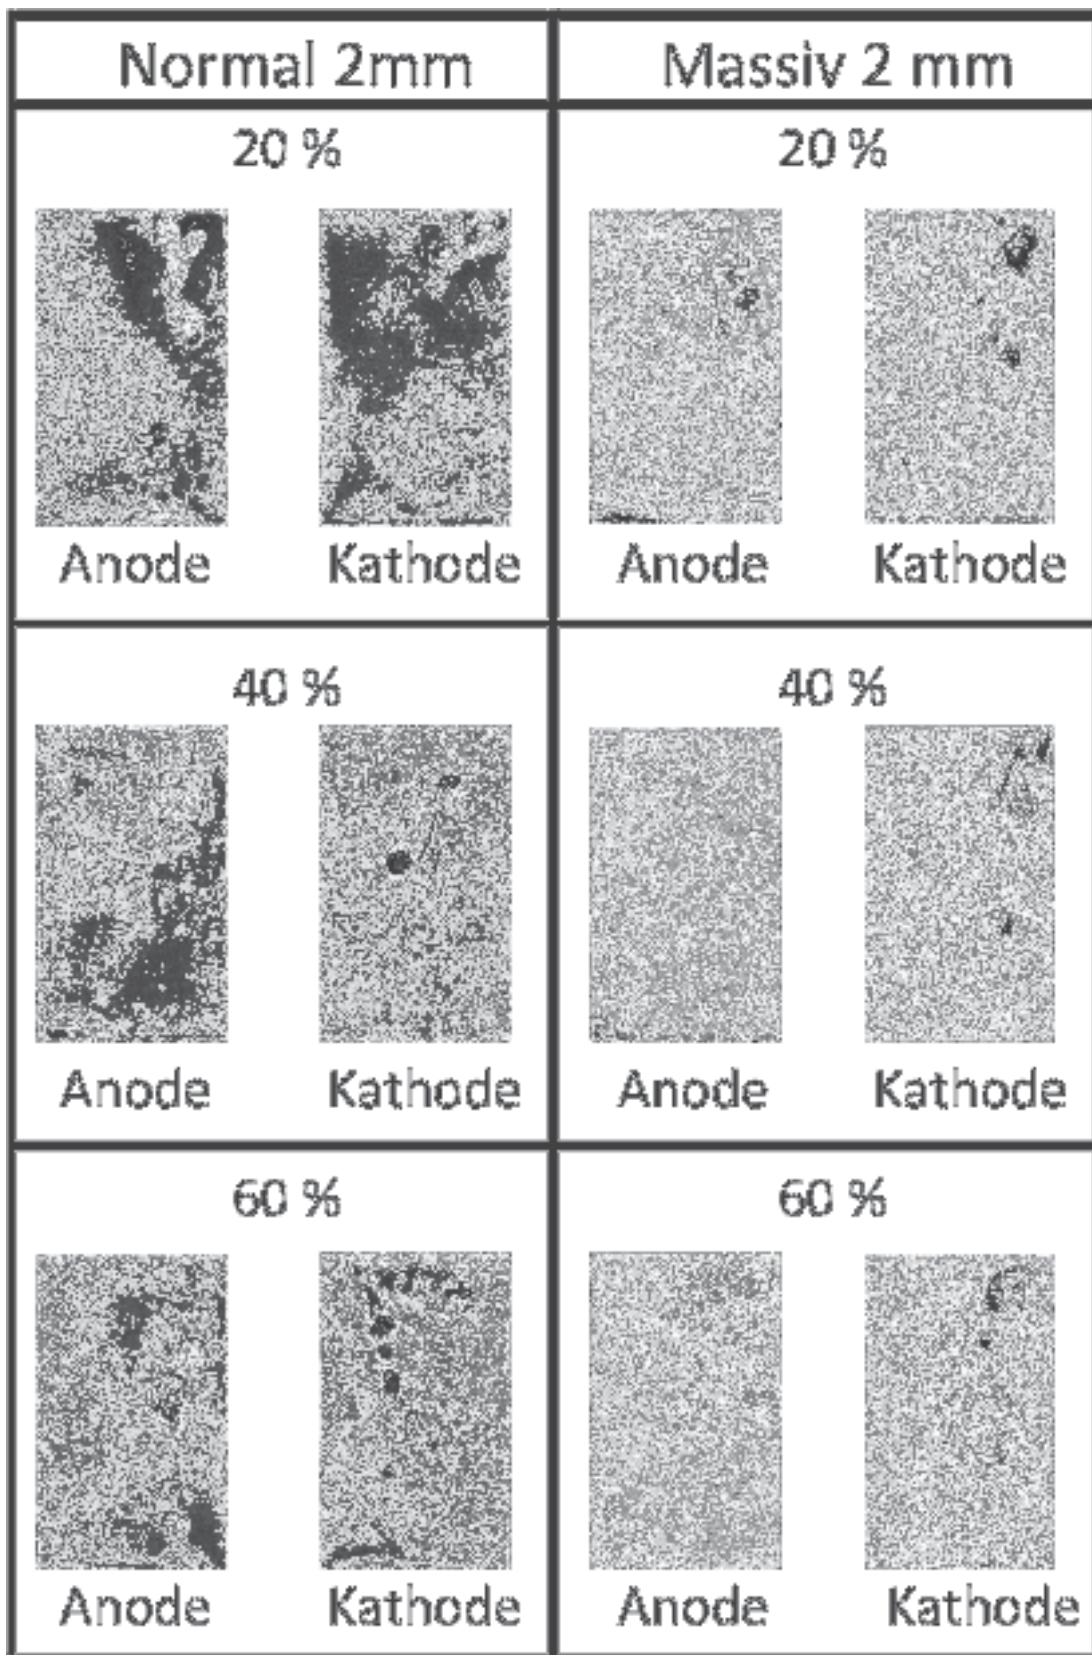 Normal 2mm
Massiv 2 mm
20 %
20 %
Anode
Kathode
Anode
Kathode
40 %
40 %
Anode
Kathode
Anode
Kathode
60 %
60 %
Anode
Kathode
Anode
Kathode